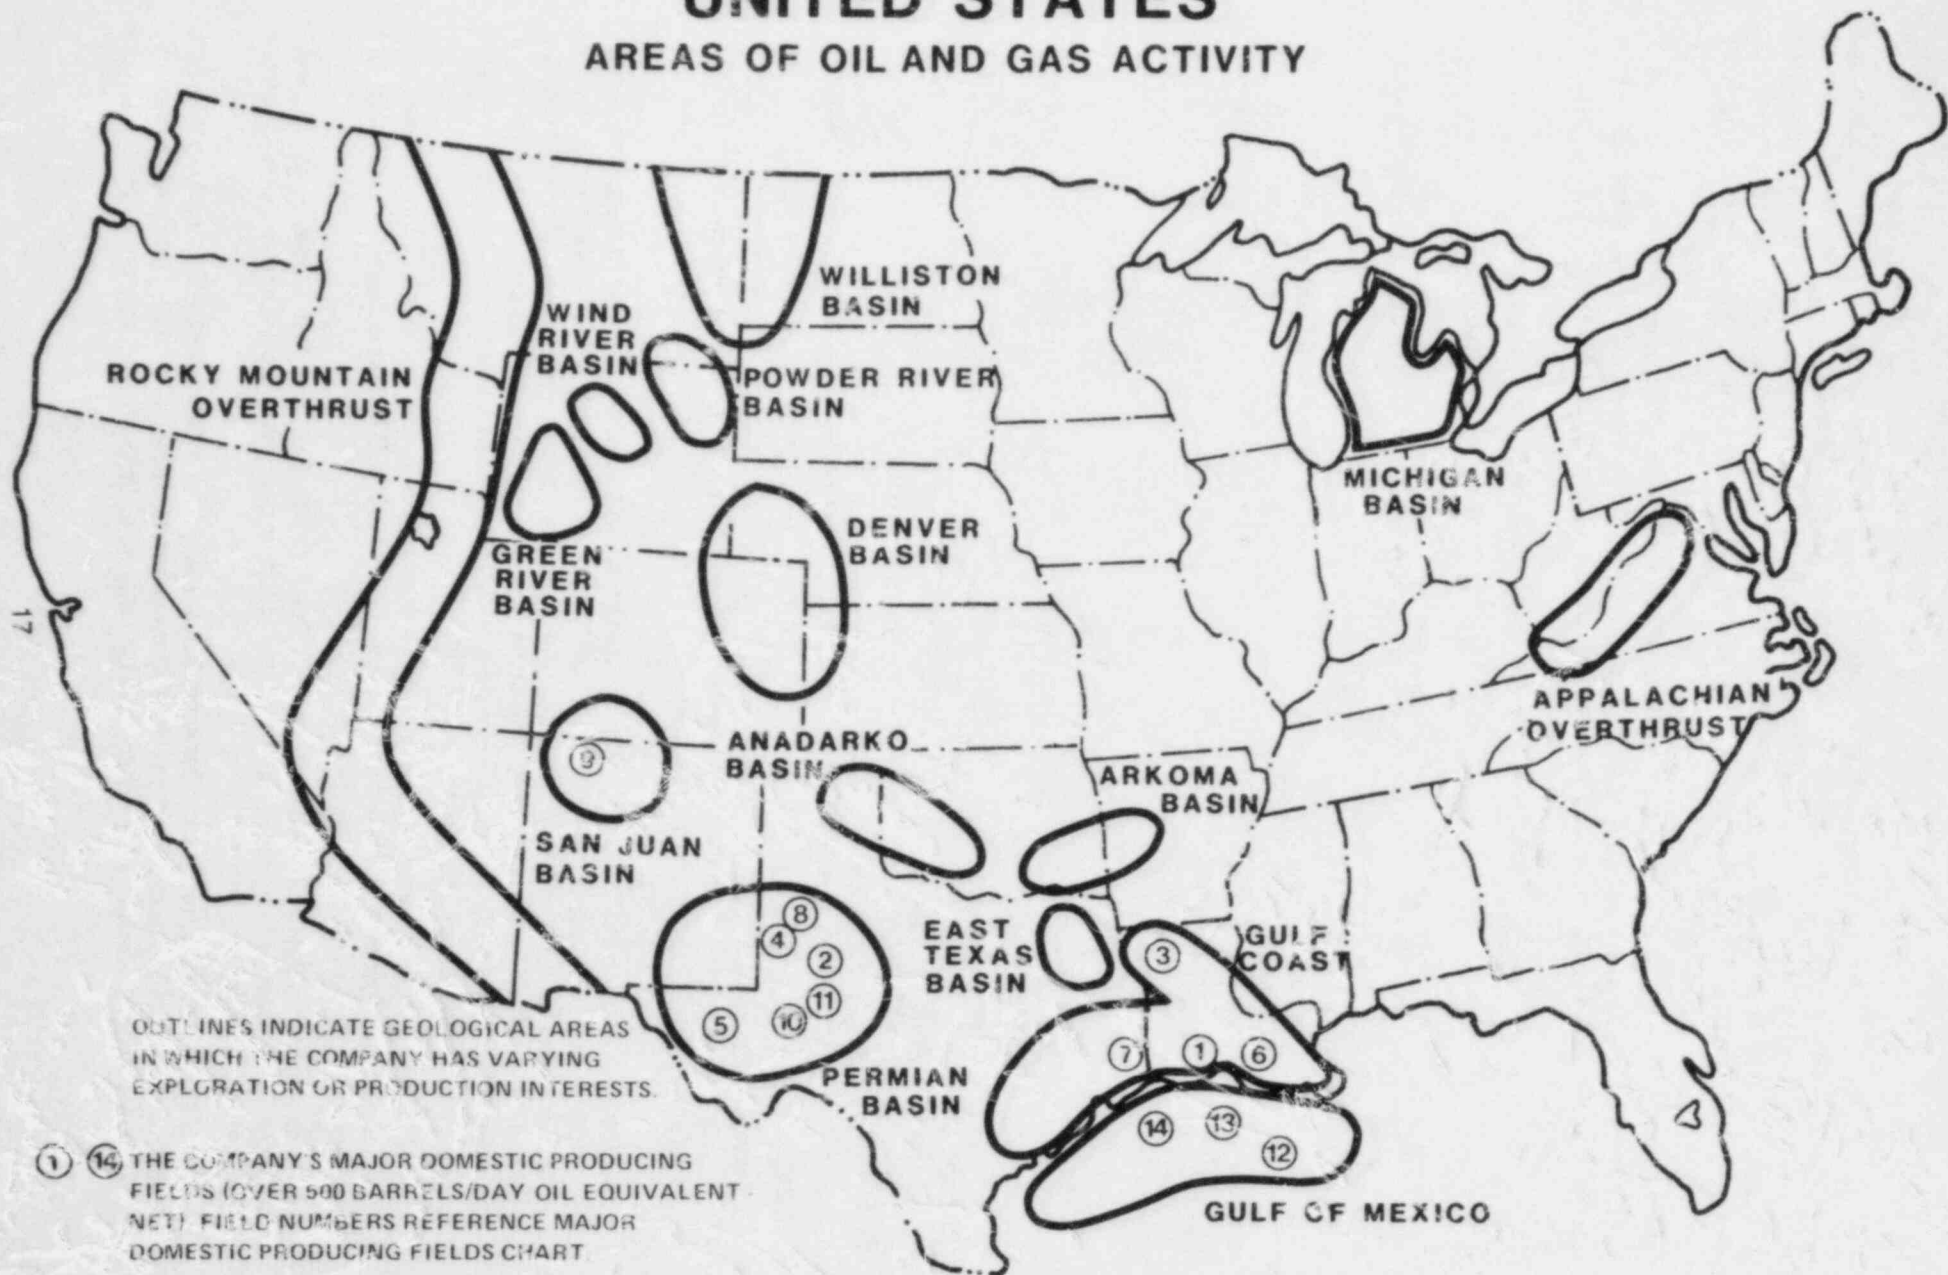 UNITED STATES
AREAS OF OIL AND GAS ACTIVITY
WILLISTON
BASIN
WIND
RIVER
BASIN
ROCKY MOUNTAIN
OVERTHRUST
POWDER RIVER
BASIN
MICHIGAN
BASIN
DENVER
BASIN
GREEN
RIVER
BASIN
17
APPALACHIAN
OVERTHRUST
ANADARKO
BASIN
9
ARKOMA
BASIN
SAN JUAN
BASIN
8
4
2
11
10
5
EAST
TEXAS
BASIN
GULF
COAST
3
7
1
6
PERMIAN
BASIN
14
13
12
GULF OF MEXICO
OUTLINES INDICATE GEOLOGICAL AREAS
IN WHICH THE COMPANY HAS VARYING
EXPLORATION OR PRODUCTION INTERESTS.
1 14 THE COMPANY'S MAJOR DOMESTIC PRODUCING
FIELDS (OVER 500 BARRELS/DAY OIL EQUIVALENT
NET) FIELD NUMBERS REFERENCE MAJOR
DOMESTIC PRODUCING FIELDS CHART